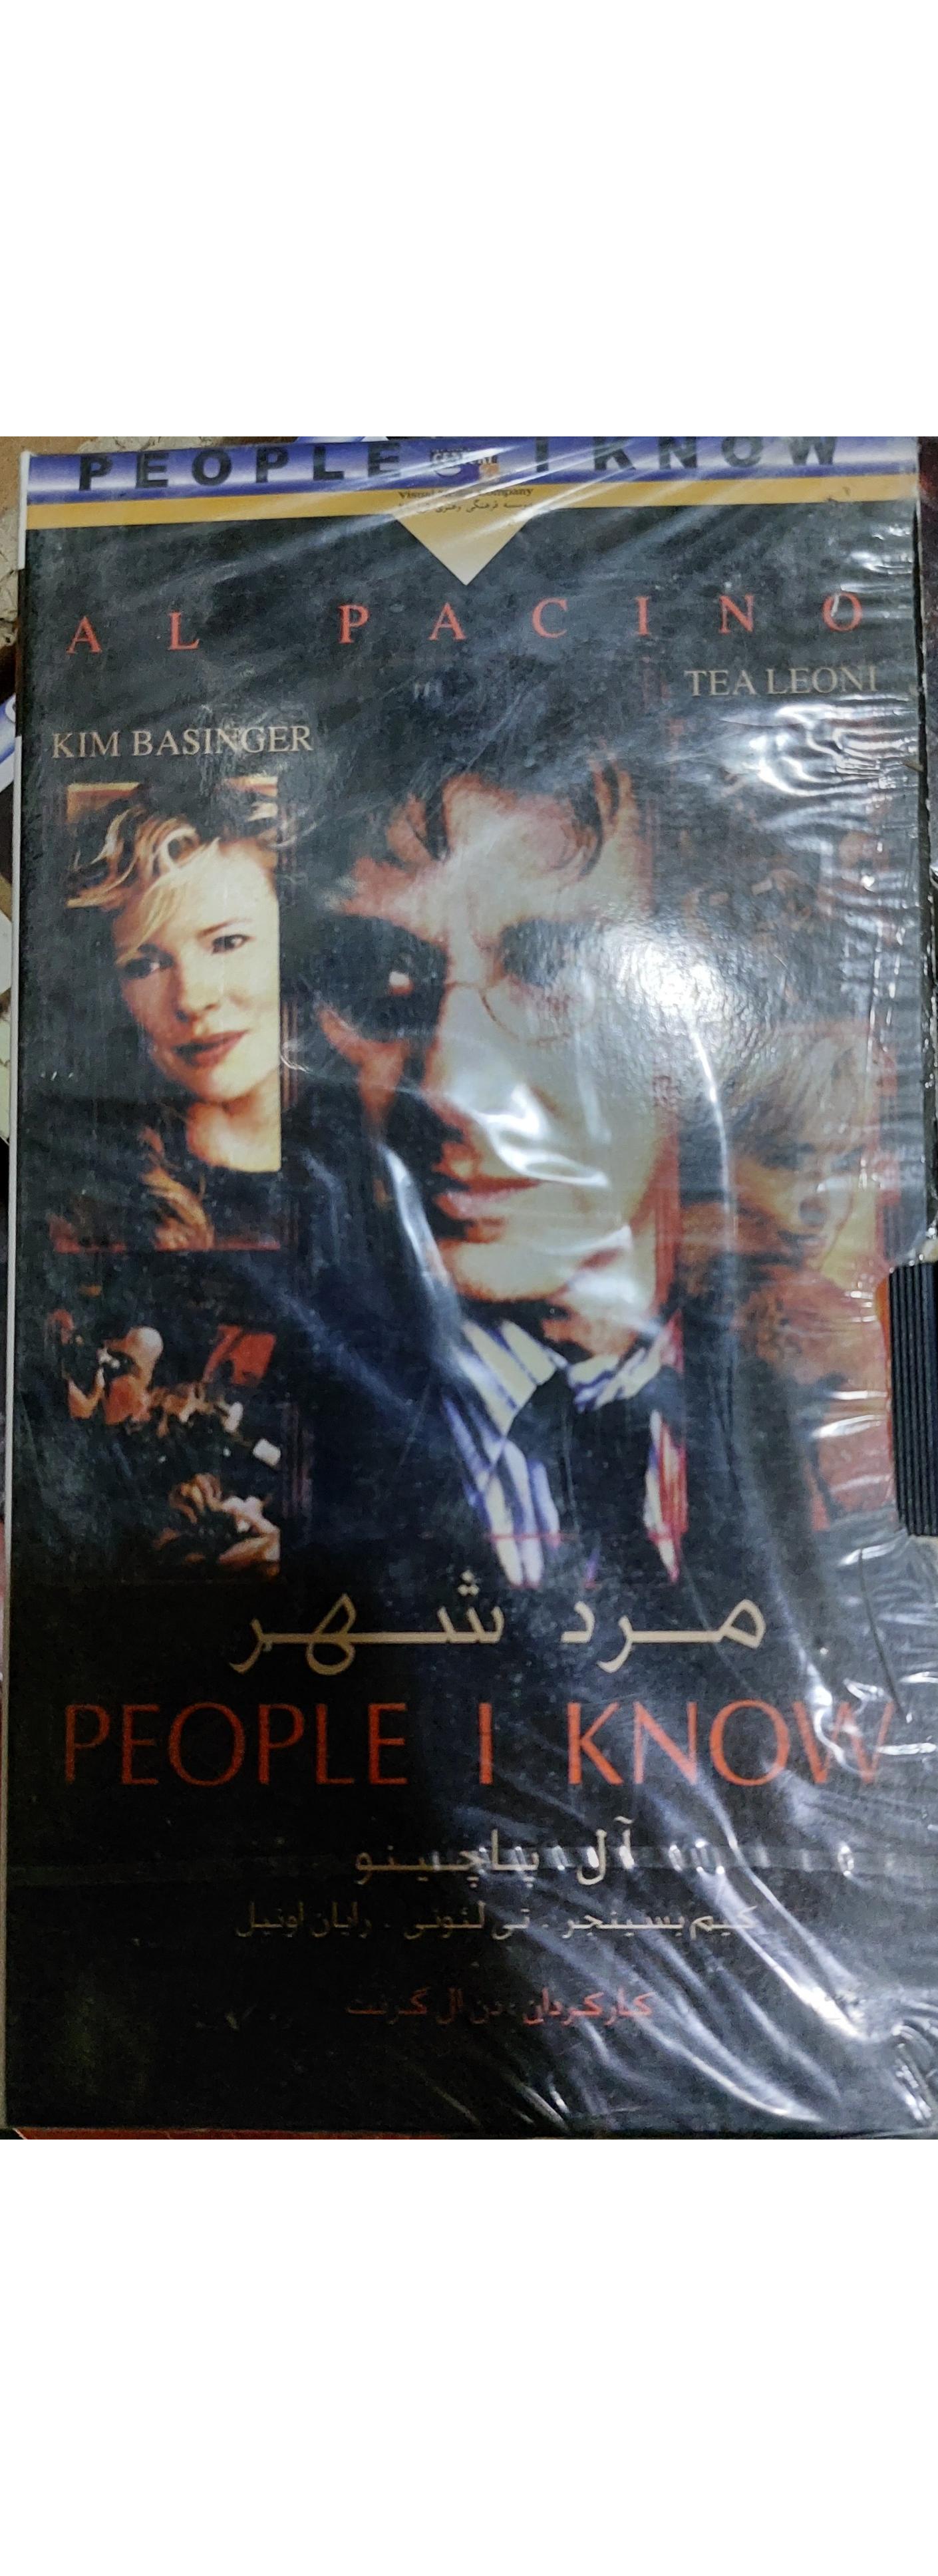 PEOPLE I KNOW
AL PACINO
TEA LEONI
KIM BASINGER
مرد شهر
PEOPLE I KNOW
آل پاچینو
کیم بسینجر . تی لئونی . رایان اونیل
کارگردان : دن ال گرنت